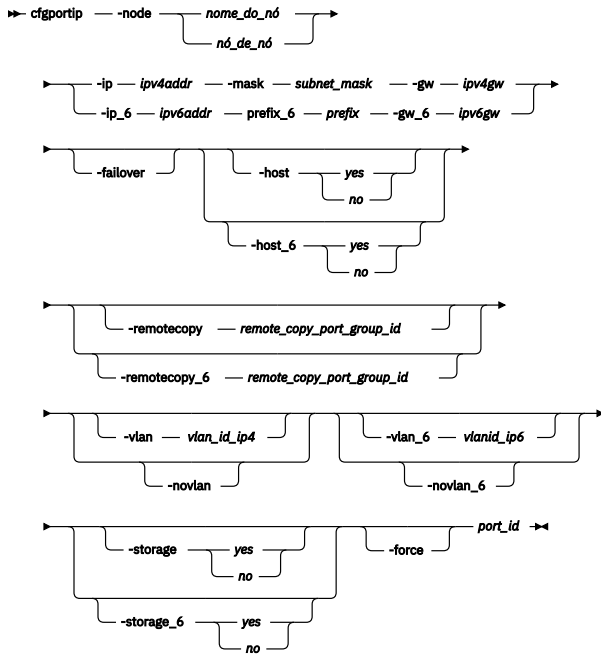 cfgportip -node nome_do_nó
nó_de_nó
-ip ipv4addr -mask subnet_mask -gw ipv4gw
-ip_6 ipv6addr prefix_6 prefix -gw_6 ipv6gw
-failover -host yes
no
-host_6 yes
no
-remotecopy remote_copy_port_group_id
-remotecopy_6 remote_copy_port_group_id
-vlan vlan_id_ip4 -vlan_6 vlanid_ip6
-novlan -novlan_6
port_id
-storage yes -force
no
-storage_6 yes
no